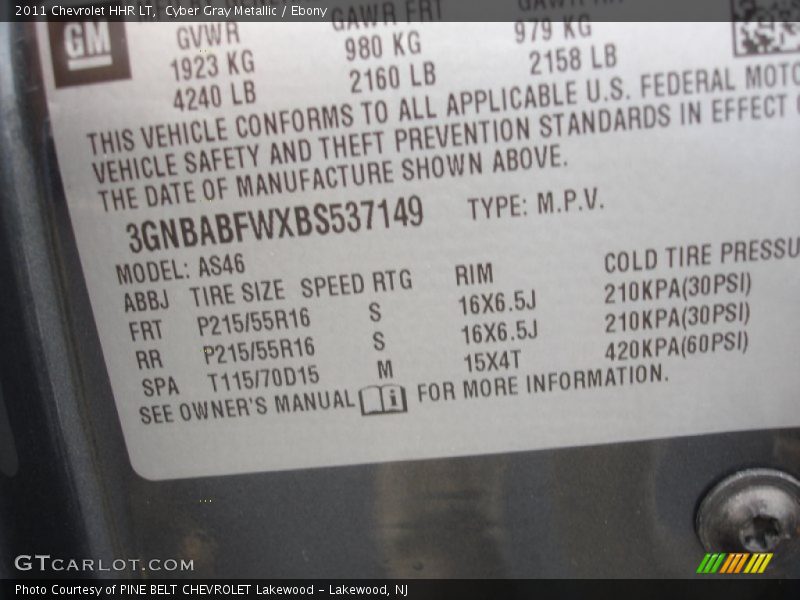 2011 Chevrolet HHR LT, Cyber Gray Metallic / Ebony
GM
GVWR GAWR FRT
1923 KG 980 KG 979 KG
4240 LB 2160 LB 2158 LB
THIS VEHICLE CONFORMS TO ALL APPLICABLE U.S. FEDERAL MOTO
VEHICLE SAFETY AND THEFT PREVENTION STANDARDS IN EFFECT
THE DATE OF MANUFACTURE SHOWN ABOVE.
3GNBABFWXBS537149 TYPE: M.P.V.
MODEL: AS46
ABBJ TIRE SIZE SPEED RTG RIM COLD TIRE PRESSU
FRT P215/55R16 S 16X6.5J 210KPA(30PSI)
RR P215/55R16 S 16X6.5J 210KPA(30PSI)
SPA T115/70D15 M 15X4T 420KPA(60PSI)
SEE OWNER'S MANUAL i FOR MORE INFORMATION.
GTCARLOT.COM
Photo Courtesy of PINE BELT CHEVROLET Lakewood - Lakewood, NJ